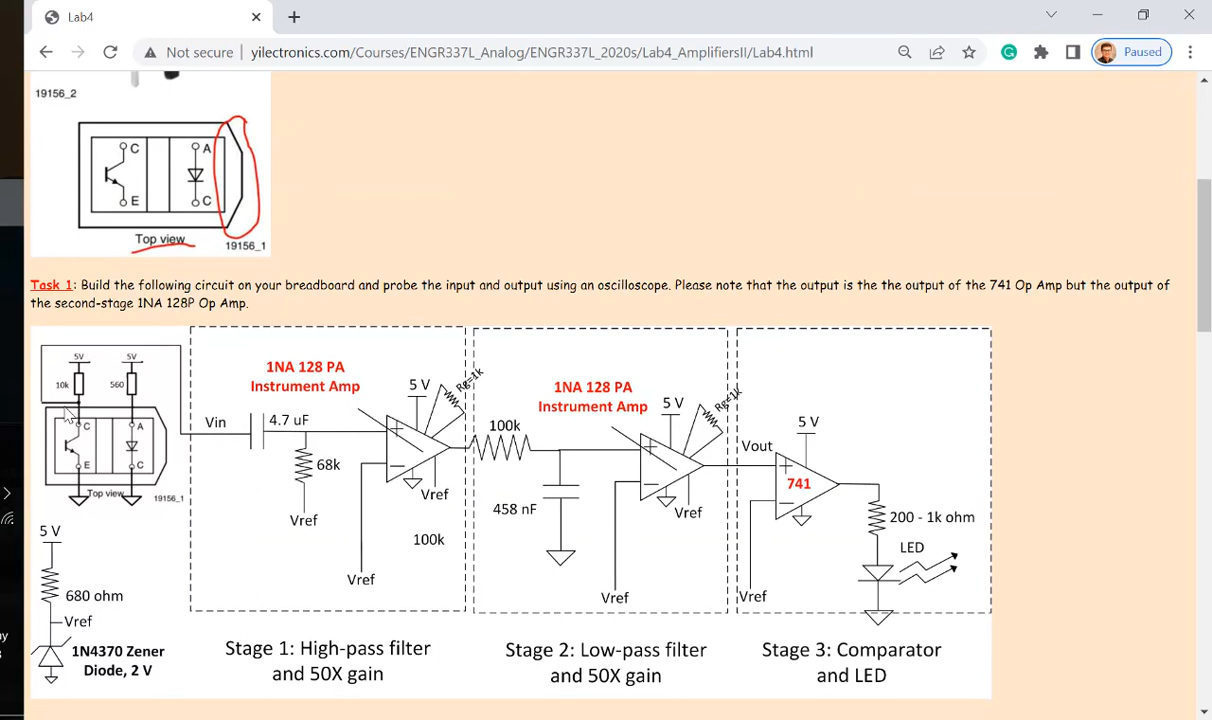 Lab4
Not secure
yilectronics.com/Courses/ENGR337L_Analog/ENGR337L_2020s/Lab4_AmplifiersII/Lab4.html
Paused
19156_2
C
A
E
C
Top view
19156_1
Task 1: Build the following circuit on your breadboard and probe the input and output using an oscilloscope. Please note that the output is the the output of the 741 Op Amp but the output of
the second-stage 1NA 128P Op Amp.
5V
5V
10k
560
C
A
E
C
Top view
19156_1
5 V
680 ohm
Vref
1N4370 Zener
Diode, 2 V
Vin
4.7 uF
68k
Vref
1NA 128 PA
Instrument Amp
5 V
Rg=1k
+
−
Vref
100k
Vref
Stage 1: High-pass filter
and 50X gain
100k
458 nF
1NA 128 PA
Instrument Amp
5 V
Rg=1k
+
−
Vref
Vref
Stage 2: Low-pass filter
and 50X gain
Vout
5 V
+
741
−
Vref
200 - 1k ohm
LED
Stage 3: Comparator
and LED